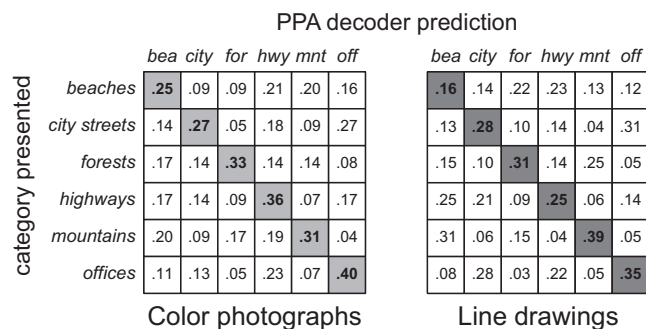 PPA decoder prediction
bea city for hwy mnt off bea city for hwy mnt off
category presented
beaches .25 .09 .09 .21 .20 .16 .16 .14 .22 .23 .13 .12
city streets .14 .27 .05 .18 .09 .27 .13 .28 .10 .14 .04 .31
forests .17 .14 .33 .14 .14 .08 .15 .10 .31 .14 .25 .05
highways .17 .14 .09 .36 .07 .17 .25 .21 .09 .25 .06 .14
mountains .20 .09 .17 .19 .31 .04 .31 .06 .15 .04 .39 .05
offices .11 .13 .05 .23 .07 .40 .08 .28 .03 .22 .05 .35
Color photographs Line drawings